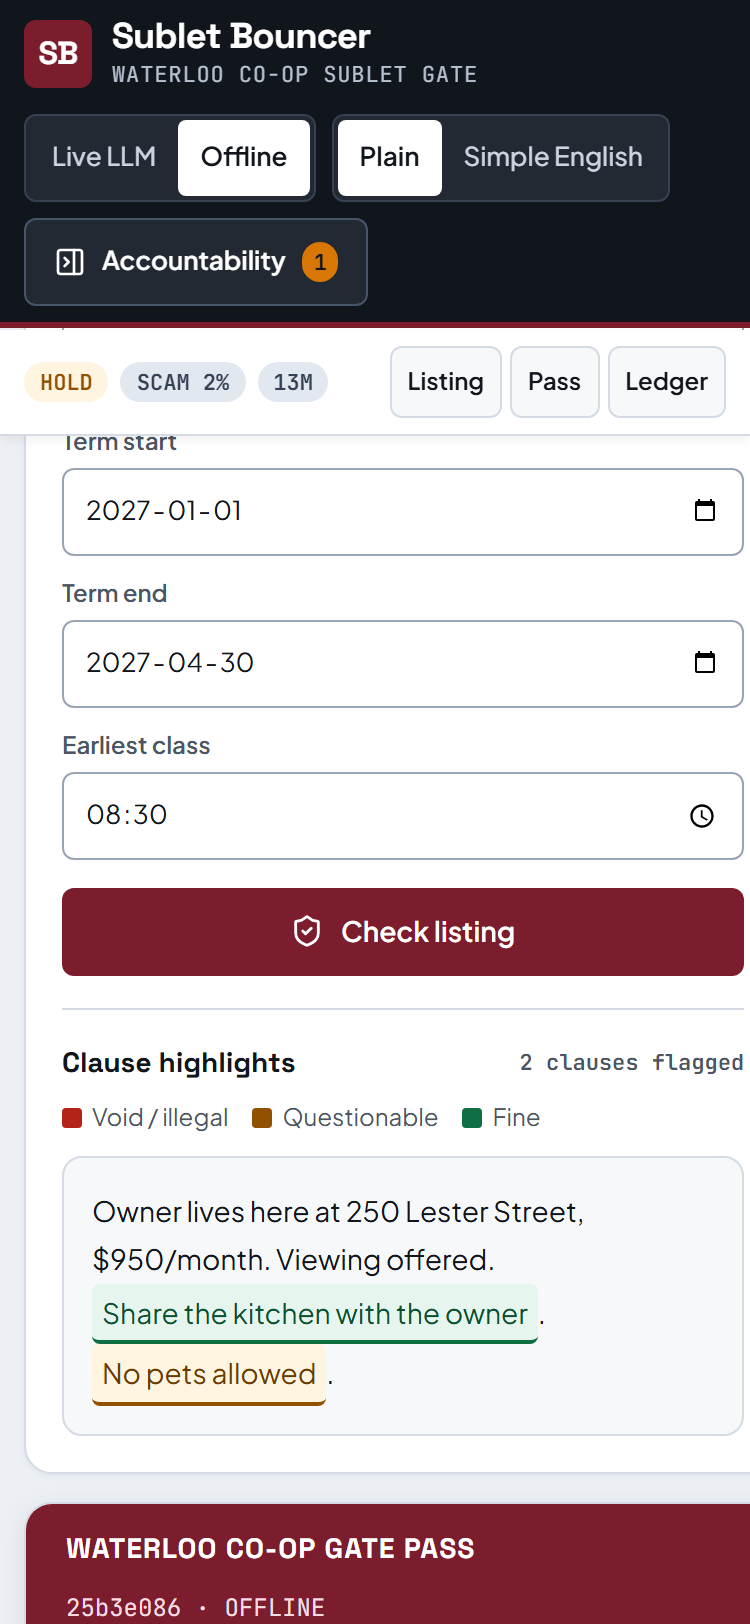 SB
Sublet Bouncer
WATERLOO CO-OP SUBLET GATE
Live LLM
Offline
Plain
Simple English
Accountability 1
HOLD
SCAM 2%
13M
Listing
Pass
Ledger
Term start
2027-01-01
Term end
2027-04-30
Earliest class
08:30
Check listing
Clause highlights
2 clauses flagged
Void / illegal
Questionable
Fine
Owner lives here at 250 Lester Street,
$950/month. Viewing offered.
Share the kitchen with the owner .
No pets allowed .
WATERLOO CO-OP GATE PASS
25b3e086 · OFFLINE